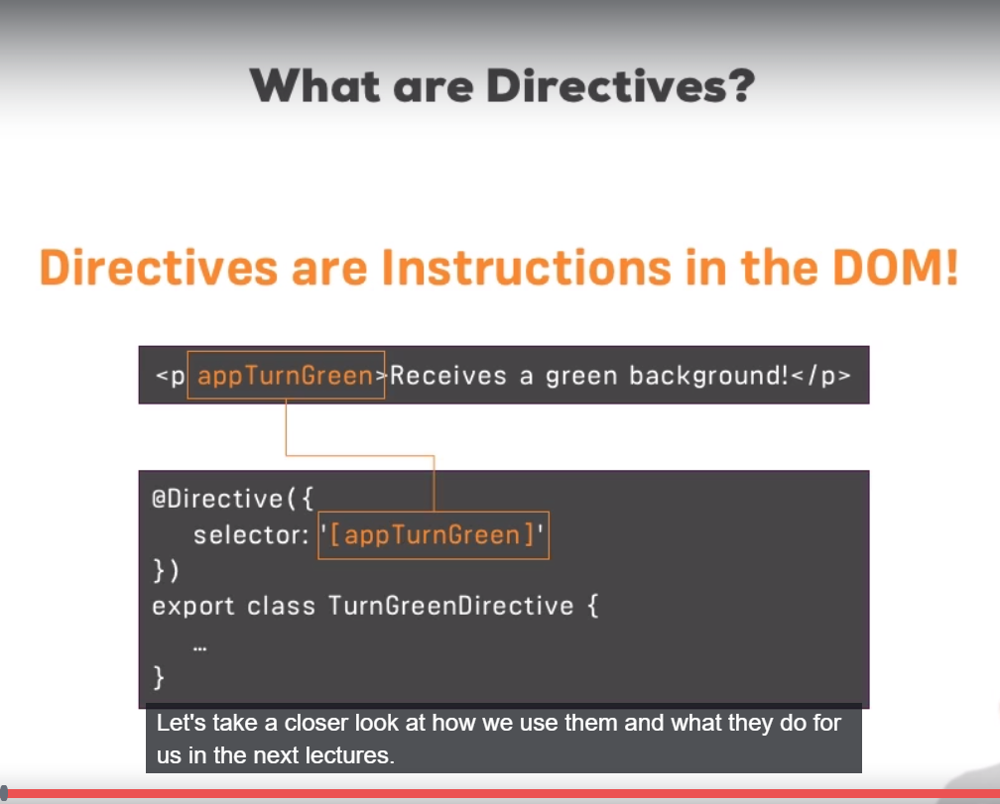 What are Directives?
Directives are Instructions in the DOM!
<p appTurnGreen>Receives a green background!</p>
@Directive({
selector: '[appTurnGreen]'
})
export class TurnGreenDirective {
…
}
Let's take a closer look at how we use them and what they do for
us in the next lectures.